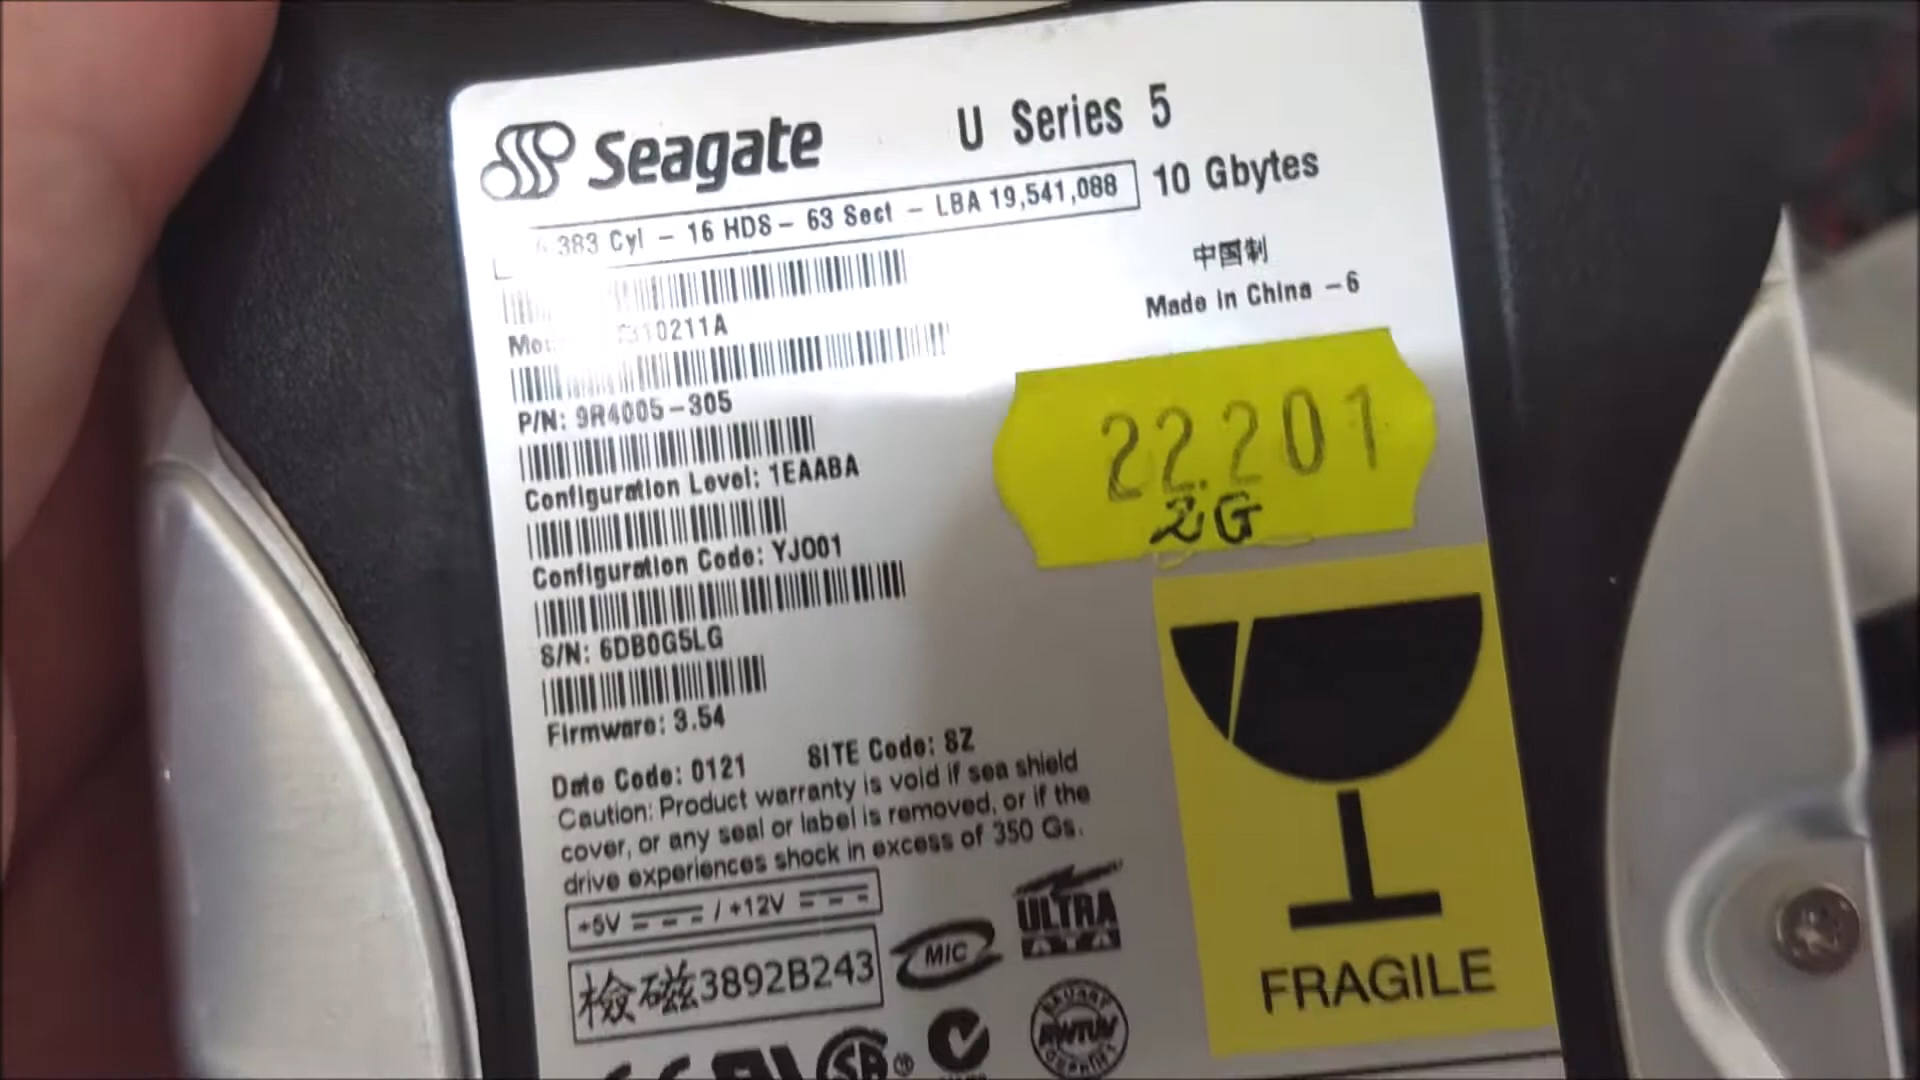 Seagate U Series 5
383 Cyl - 16 HDS - 63 Sect - LBA 19,541,088 10 Gbytes
中国制
Made in China -6
310211A
P/N: 9R4005-305
22.201
2G
Configuration Level: 1EAABA
Configuration Code: YJO01
S/N: 6DB0G5LG
Firmware: 3.54
Date Code: 0121 SITE Code: SZ
Caution: Product warranty is void if sea shield
cover, or any seal or label is removed, or if the
drive experiences shock in excess of 350 Gs.
+5V / +12V
檢磁3892B243
MIC
ULTRA
ATA
FRAGILE